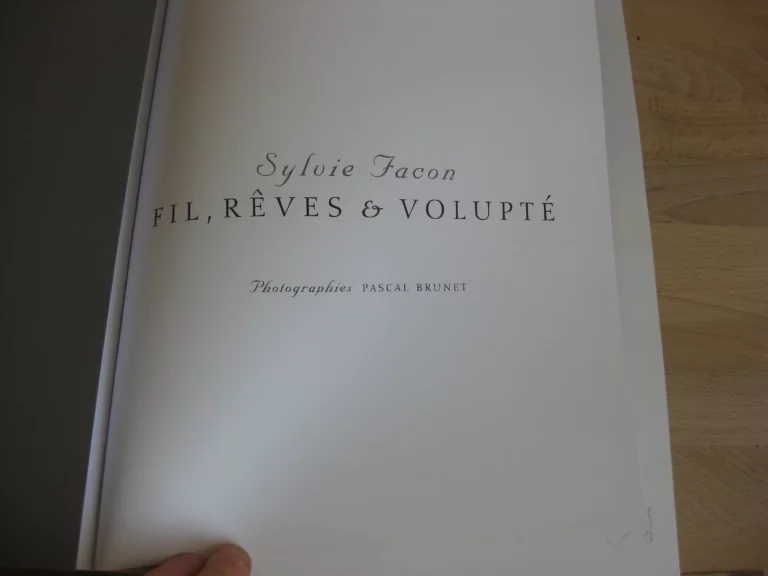 Sylvie Facon
FIL, RÊVES & VOLUPTÉ
Photographies PASCAL BRUNET